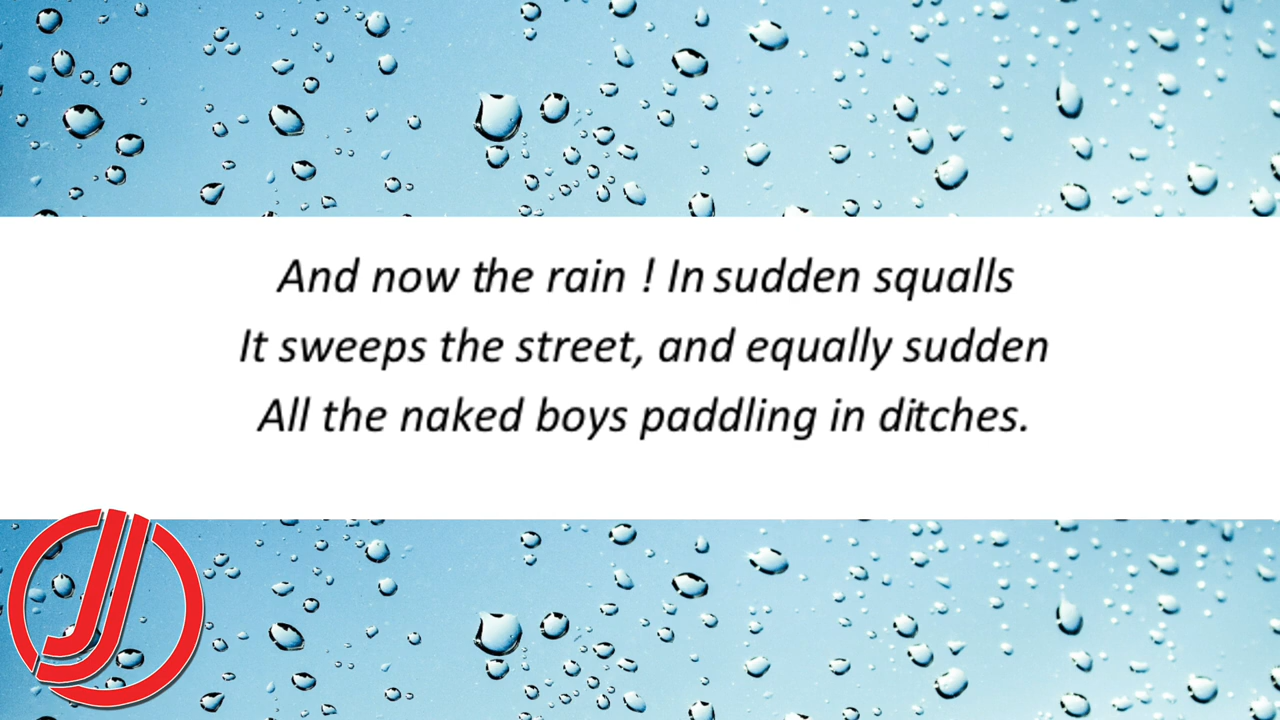 And now the rain ! In sudden squalls
It sweeps the street, and equally sudden
All the naked boys paddling in ditches.